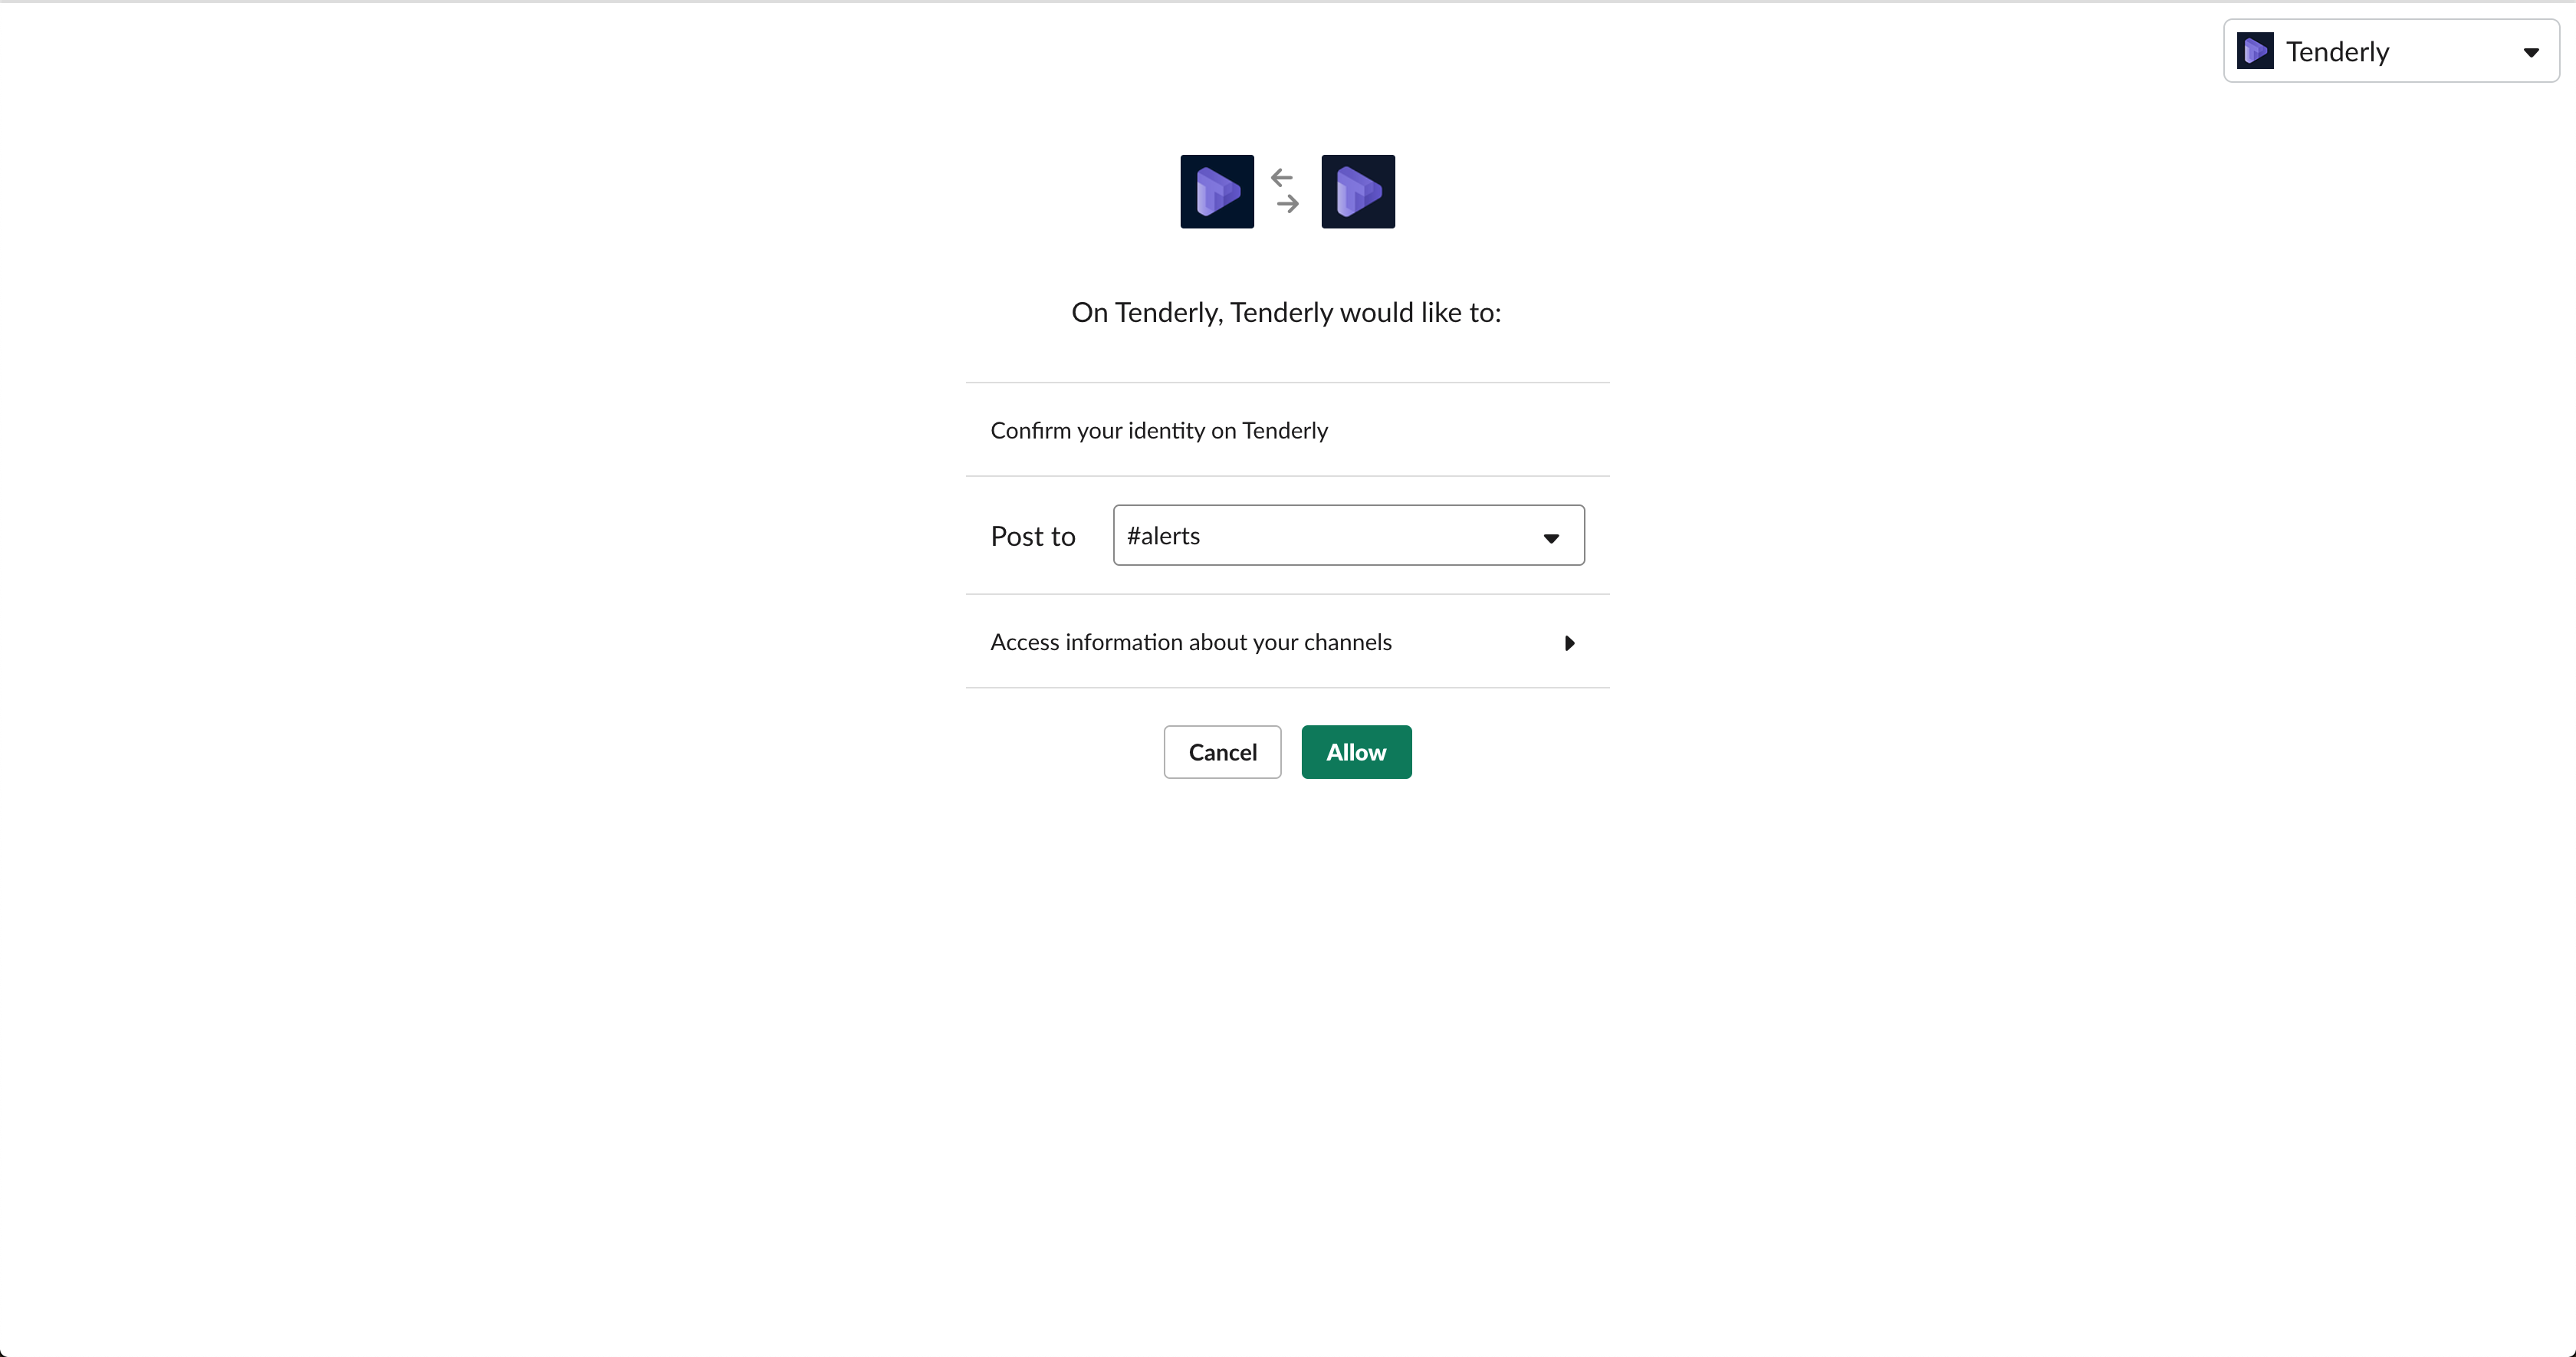 Tenderly
On Tenderly, Tenderly would like to:
Confirm your identity on Tenderly
Post to #alerts
Access information about your channels
Cancel Allow